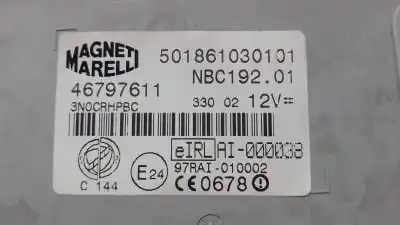 MAGNETI MARELLI
501861030101
NBC192.01
46797611
3N0CRHPBC
330 02 12V
eIRL AI-000038
97RAI-010002
C 144
E24
CE0678